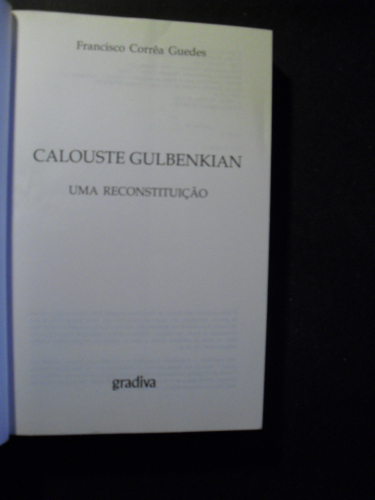 Francisco Corrêa Guedes
CALOUSTE GULBENKIAN
UMA RECONSTITUIÇÃO
gradiva